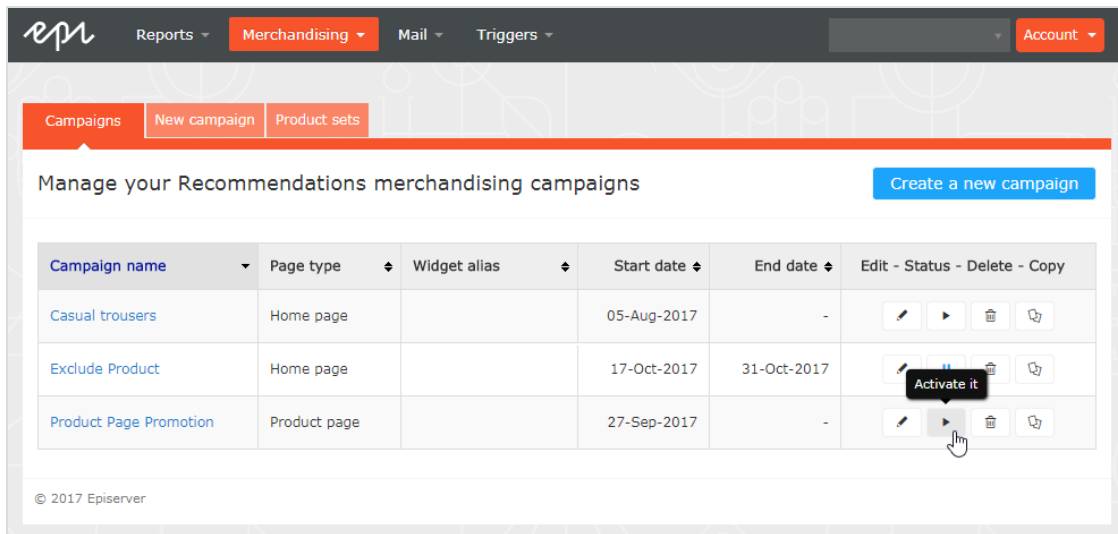 epi Reports Merchandising Mail Triggers Account
Campaigns New campaign Product sets
Manage your Recommendations merchandising campaigns Create a new campaign
Campaign name Page type Widget alias Start date End date Edit - Status - Delete - Copy
Casual trousers Home page 05-Aug-2017 -
Exclude Product Home page 17-Oct-2017 31-Oct-2017
Activate it
Product Page Promotion Product page 27-Sep-2017 -
© 2017 Episerver